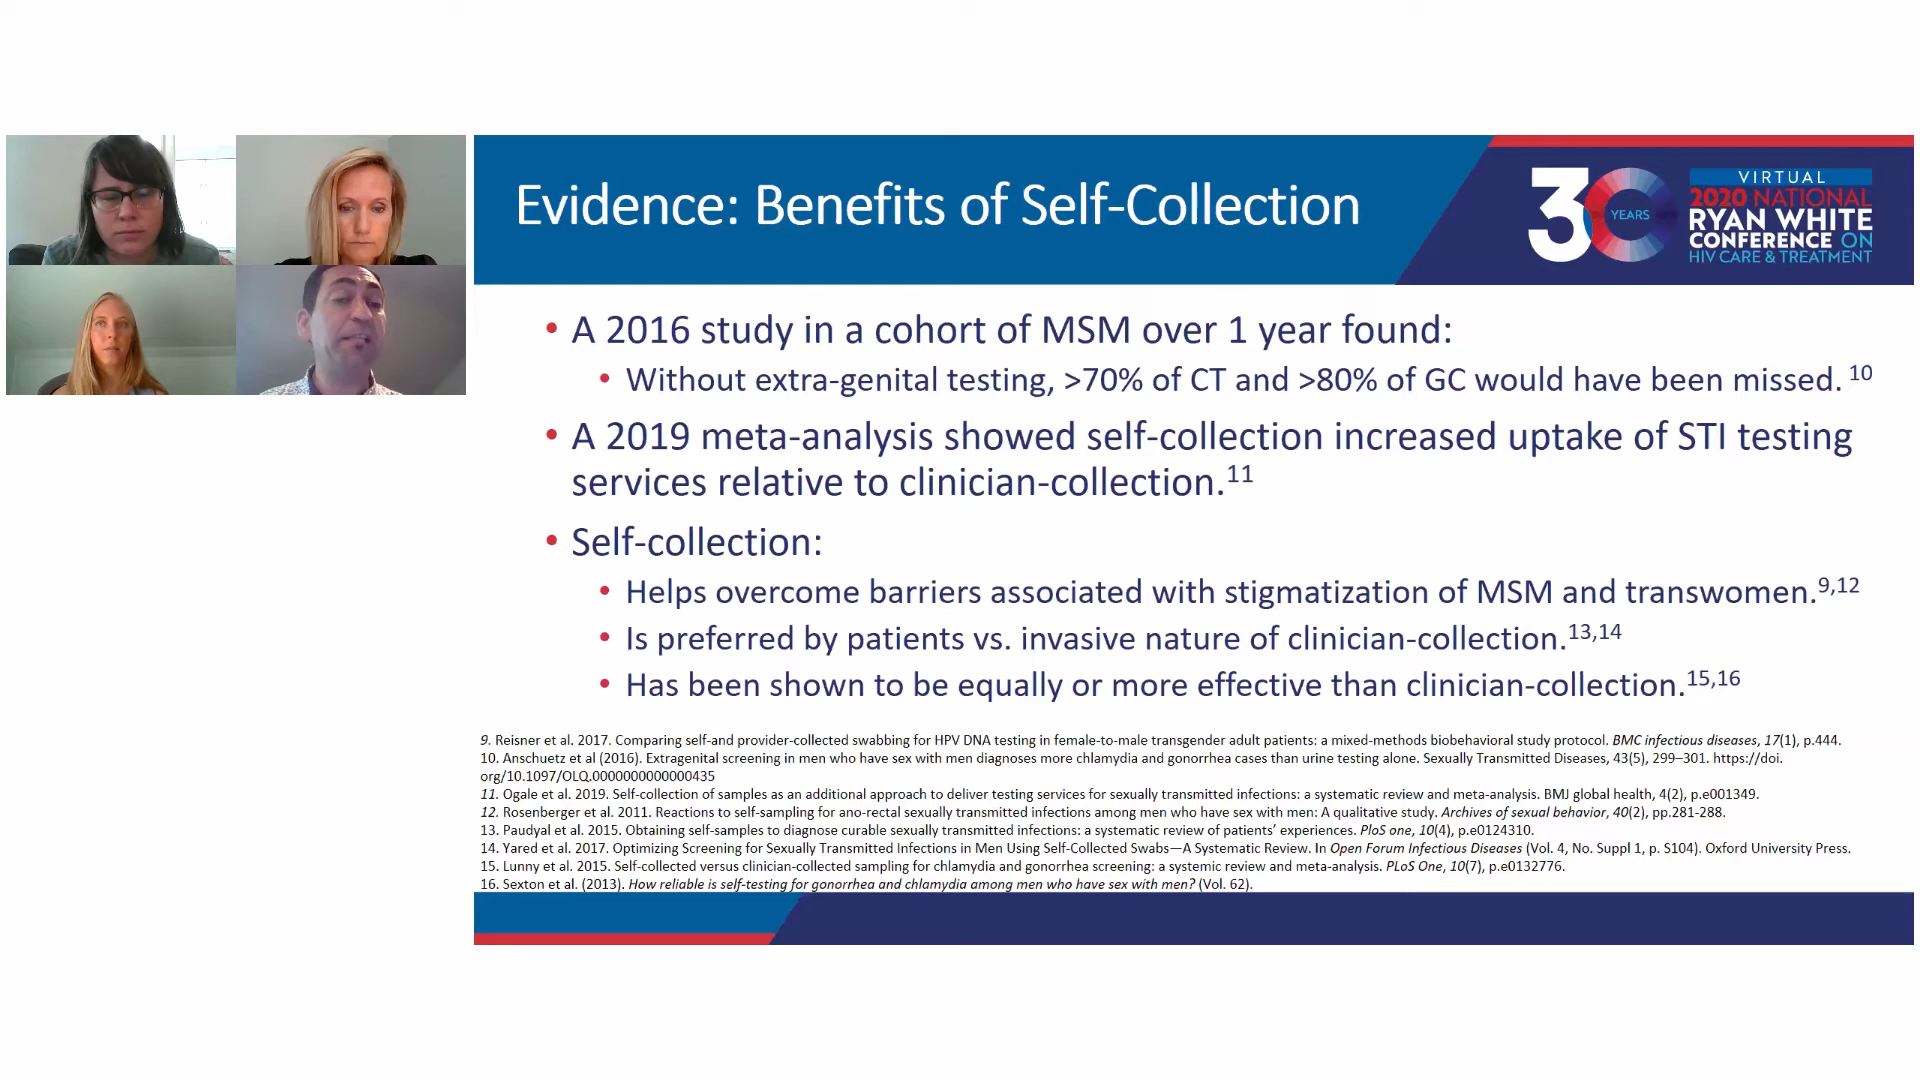 Evidence: Benefits of Self-Collection
30 YEARS
VIRTUAL
2020 NATIONAL
RYAN WHITE
CONFERENCE ON
HIV CARE & TREATMENT
• A 2016 study in a cohort of MSM over 1 year found:
• Without extra-genital testing, >70% of CT and >80% of GC would have been missed. 10
• A 2019 meta-analysis showed self-collection increased uptake of STI testing
services relative to clinician-collection.11
• Self-collection:
• Helps overcome barriers associated with stigmatization of MSM and transwomen.9,12
• Is preferred by patients vs. invasive nature of clinician-collection.13,14
• Has been shown to be equally or more effective than clinician-collection.15,16
9. Reisner et al. 2017. Comparing self-and provider-collected swabbing for HPV DNA testing in female-to-male transgender adult patients: a mixed-methods biobehavioral study protocol. BMC infectious diseases, 17(1), p.444.
10. Anschuetz et al (2016). Extragenital screening in men who have sex with men diagnoses more chlamydia and gonorrhea cases than urine testing alone. Sexually Transmitted Diseases, 43(5), 299–301. https://doi.
org/10.1097/OLQ.0000000000000435
11. Ogale et al. 2019. Self-collection of samples as an additional approach to deliver testing services for sexually transmitted infections: a systematic review and meta-analysis. BMJ global health, 4(2), p.e001349.
12. Rosenberger et al. 2011. Reactions to self-sampling for ano-rectal sexually transmitted infections among men who have sex with men: A qualitative study. Archives of sexual behavior, 40(2), pp.281-288.
13. Paudyal et al. 2015. Obtaining self-samples to diagnose curable sexually transmitted infections: a systematic review of patients’ experiences. PloS one, 10(4), p.e0124310.
14. Yared et al. 2017. Optimizing Screening for Sexually Transmitted Infections in Men Using Self-Collected Swabs—A Systematic Review. In Open Forum Infectious Diseases (Vol. 4, No. Suppl 1, p. S104). Oxford University Press.
15. Lunny et al. 2015. Self-collected versus clinician-collected sampling for chlamydia and gonorrhea screening: a systemic review and meta-analysis. PLoS One, 10(7), p.e0132776.
16. Sexton et al. (2013). How reliable is self-testing for gonorrhea and chlamydia among men who have sex with men? (Vol. 62).